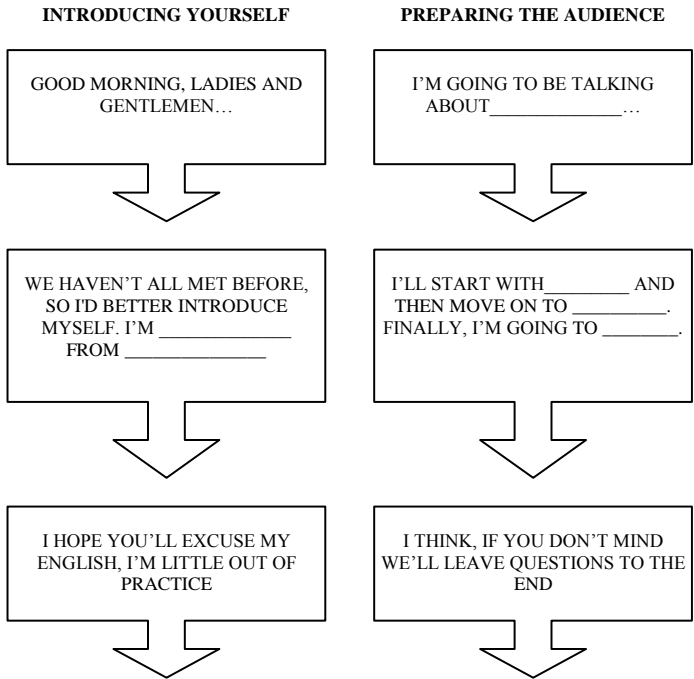 INTRODUCING YOURSELF
GOOD MORNING, LADIES AND
GENTLEMEN…
WE HAVEN'T ALL MET BEFORE,
SO I'D BETTER INTRODUCE
MYSELF. I'M ______________
FROM _______________
I HOPE YOU'LL EXCUSE MY
ENGLISH, I'M LITTLE OUT OF
PRACTICE
PREPARING THE AUDIENCE
I'M GOING TO BE TALKING
ABOUT______________…
I'LL START WITH_________ AND
THEN MOVE ON TO __________.
FINALLY, I'M GOING TO ________.
I THINK, IF YOU DON'T MIND
WE'LL LEAVE QUESTIONS TO THE
END